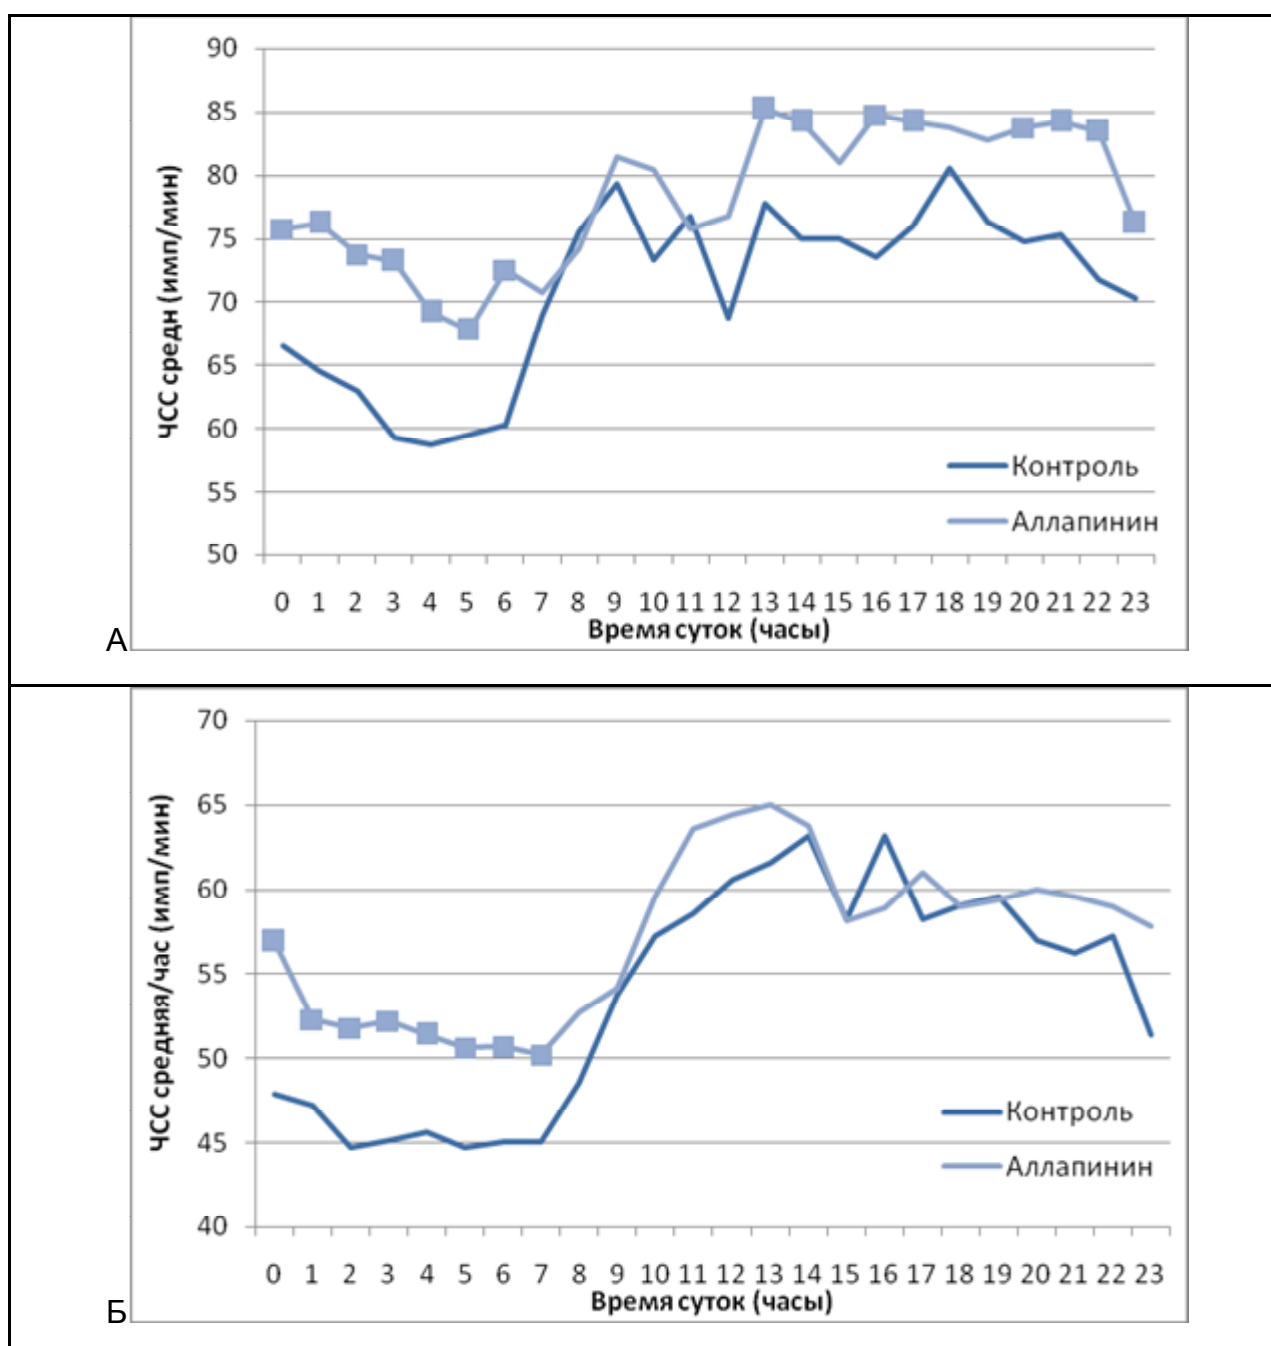 90
85
80
75
70
65
60
55
50
ЧСС средн (имп/мин)
Контроль
Аллапинин
0 1 2 3 4 5 6 7 8 9 10 11 12 13 14 15 16 17 18 19 20 21 22 23
Время суток (часы)
А
70
65
60
55
50
45
40
ЧСС средняя/час (имп/мин)
Контроль
Аллапинин
0 1 2 3 4 5 6 7 8 9 10 11 12 13 14 15 16 17 18 19 20 21 22 23
Время суток (часы)
Б